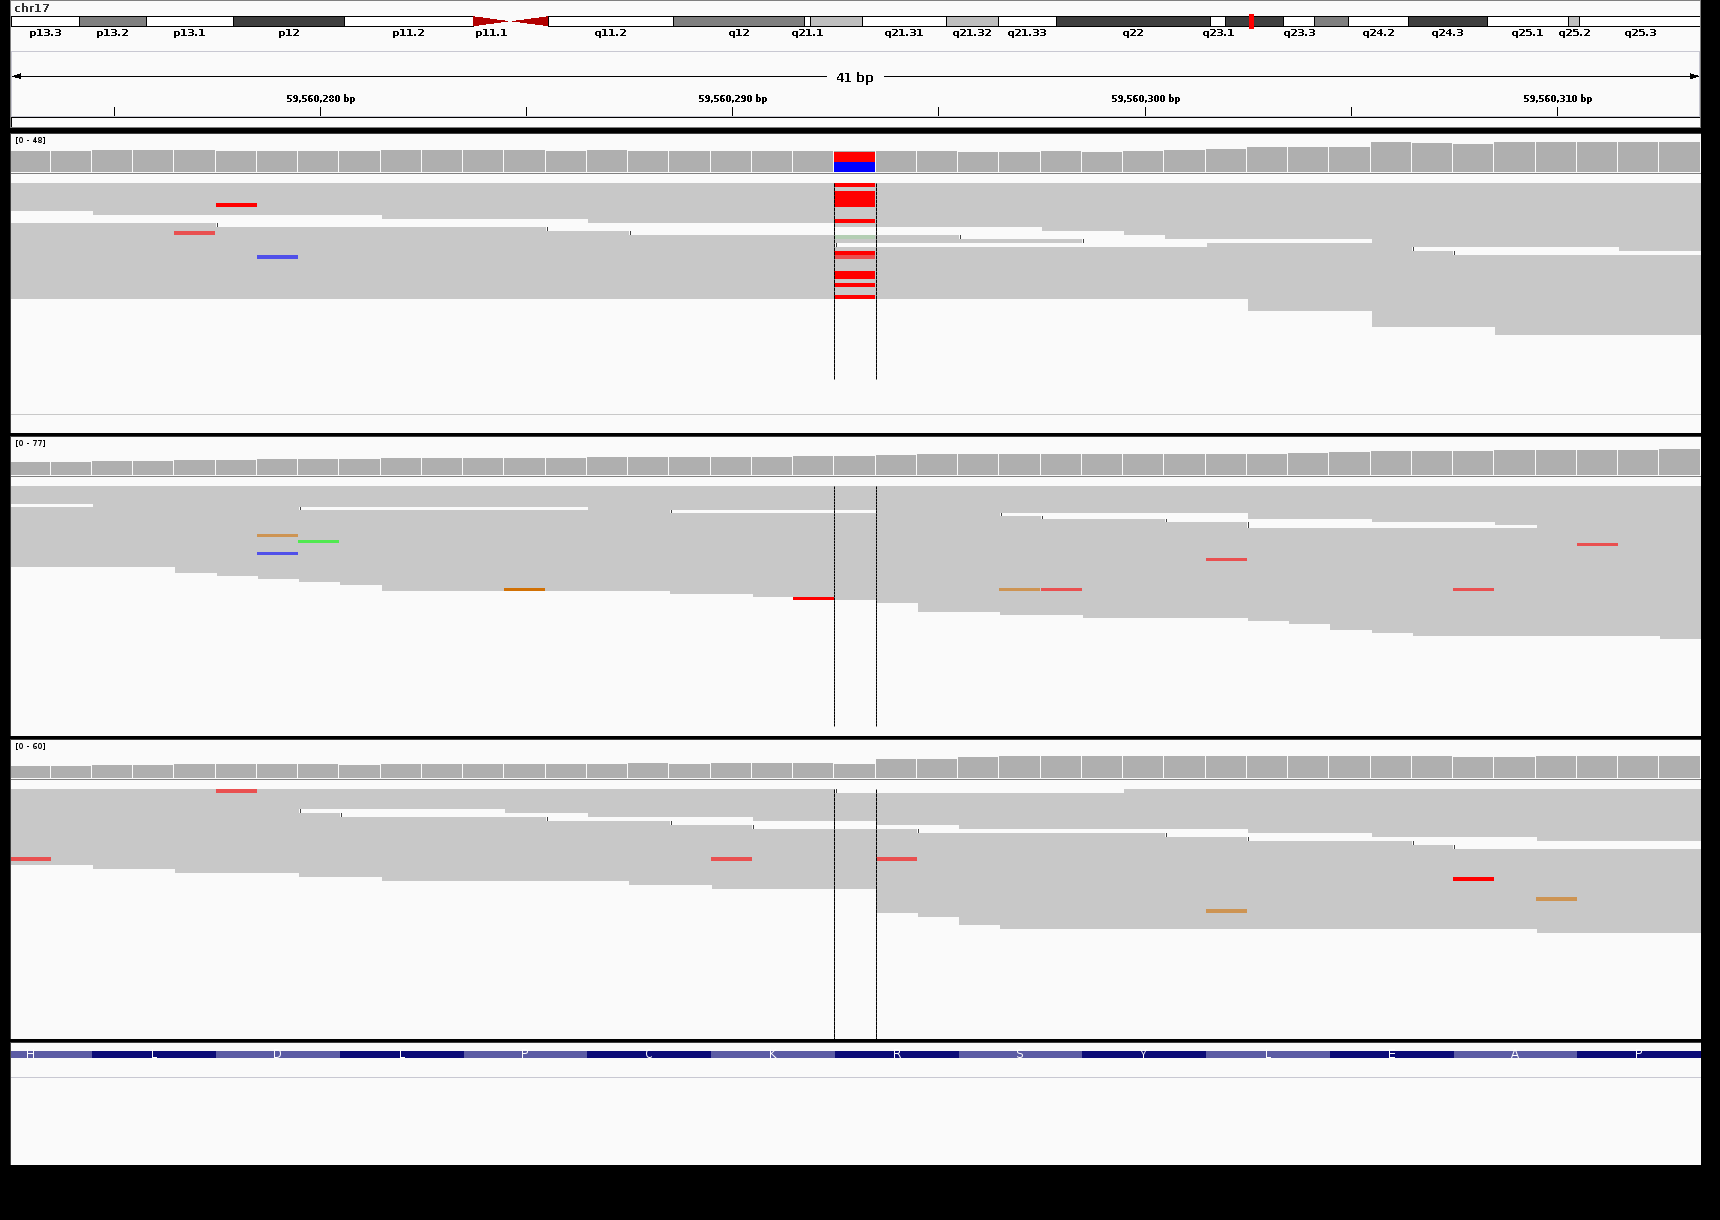 chr17
p13.3 p13.2 p13.1 p12 p11.2 p11.1 q11.2 q12 q21.1 q21.31 q21.32 q21.33 q22 q23.1 q23.3 q24.2 q24.3 q25.1 q25.2 q25.3
41 bp
59,560,280 bp 59,560,290 bp 59,560,300 bp 59,560,310 bp
[0 - 48]
[0 - 77]
[0 - 60]
H L D L P C K R S Y L E A P